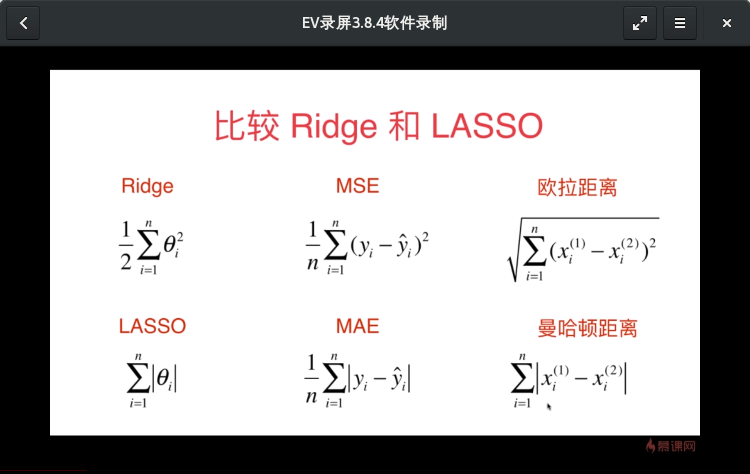 EV录屏3.8.4软件录制
比较 Ridge 和 LASSO
Ridge MSE 欧拉距离
$\frac{1}{2}\sum_{i=1}^{n}\theta_i^2$ $\frac{1}{n}\sum_{i=1}^{n}(y_i-\hat{y}_i)^2$ $\sqrt{\sum_{i=1}^{n}(x_i^{(1)}-x_i^{(2)})^2}$
LASSO MAE 曼哈顿距离
$\sum_{i=1}^{n}|\theta_i|$ $\frac{1}{n}\sum_{i=1}^{n}|y_i-\hat{y}_i|$ $\sum_{i=1}^{n}|x_i^{(1)}-x_i^{(2)}|$
慕课网